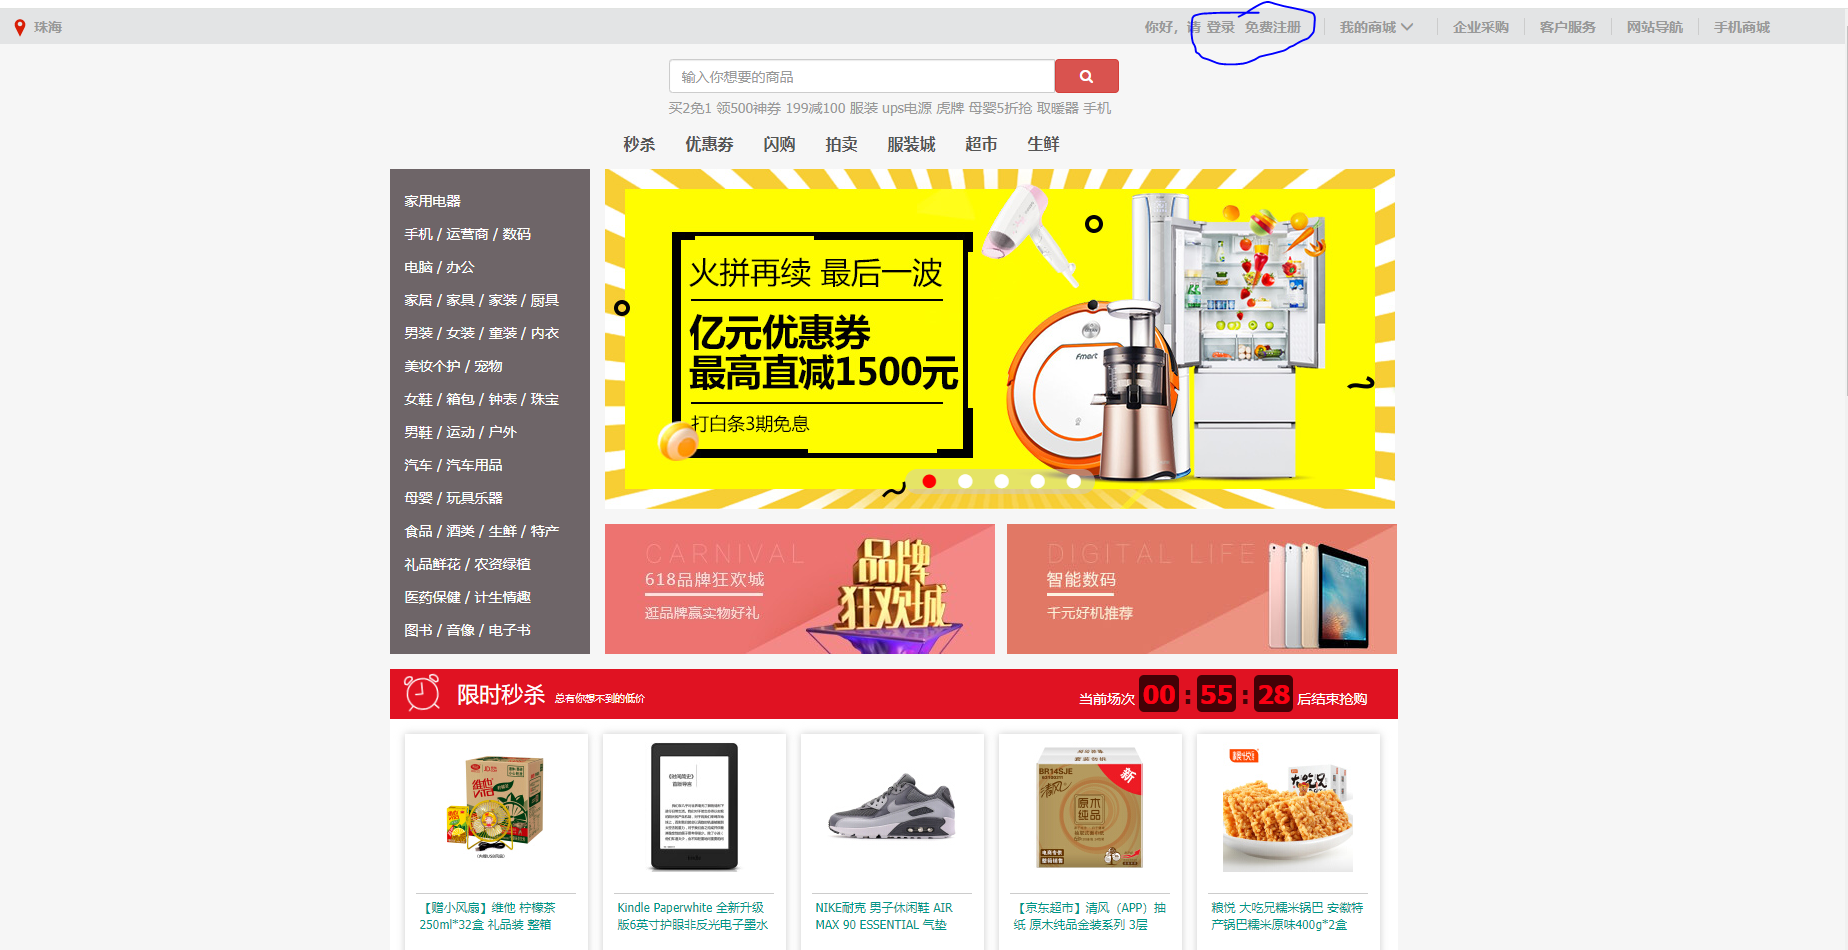 珠海
你好，请 登录 免费注册 我的商城 企业采购 客户服务 网站导航 手机商城
输入你想要的商品
买2免1 领500神券 199减100 服装 ups电源 虎牌 母婴5折抢 取暖器 手机
秒杀 优惠券 闪购 拍卖 服装城 超市 生鲜
家用电器
手机 / 运营商 / 数码
电脑 / 办公
家居 / 家具 / 家装 / 厨具
男装 / 女装 / 童装 / 内衣
美妆个护 / 宠物
女鞋 / 箱包 / 钟表 / 珠宝
男鞋 / 运动 / 户外
汽车 / 汽车用品
母婴 / 玩具乐器
食品 / 酒类 / 生鲜 / 特产
礼品鲜花 / 农资绿植
医药保健 / 计生情趣
图书 / 音像 / 电子书
火拼再续 最后一波
亿元优惠券
最高直减1500元
打白条3期免息
Fmart
CARNIVAL
618品牌狂欢城
逛品牌赢实物好礼
品牌
狂欢城
DIGITAL LIFE
智能数码
千元好机推荐
限时秒杀 总有你想不到的低价
当前场次 00 : 55 : 28 后结束抢购
维他
BR14SJE
新
清风
原木
纯品
大吃兄
【赠小风扇】维他 柠檬茶
250ml*32盒 礼品装 整箱
Kindle Paperwhite 全新升级
版6英寸护眼非反光电子墨水
NIKE耐克 男子休闲鞋 AIR
MAX 90 ESSENTIAL 气垫
【京东超市】清风（APP）抽
纸 原木纯品金装系列 3层
粮悦 大吃兄糯米锅巴 安徽特
产锅巴糯米原味400g*2盒